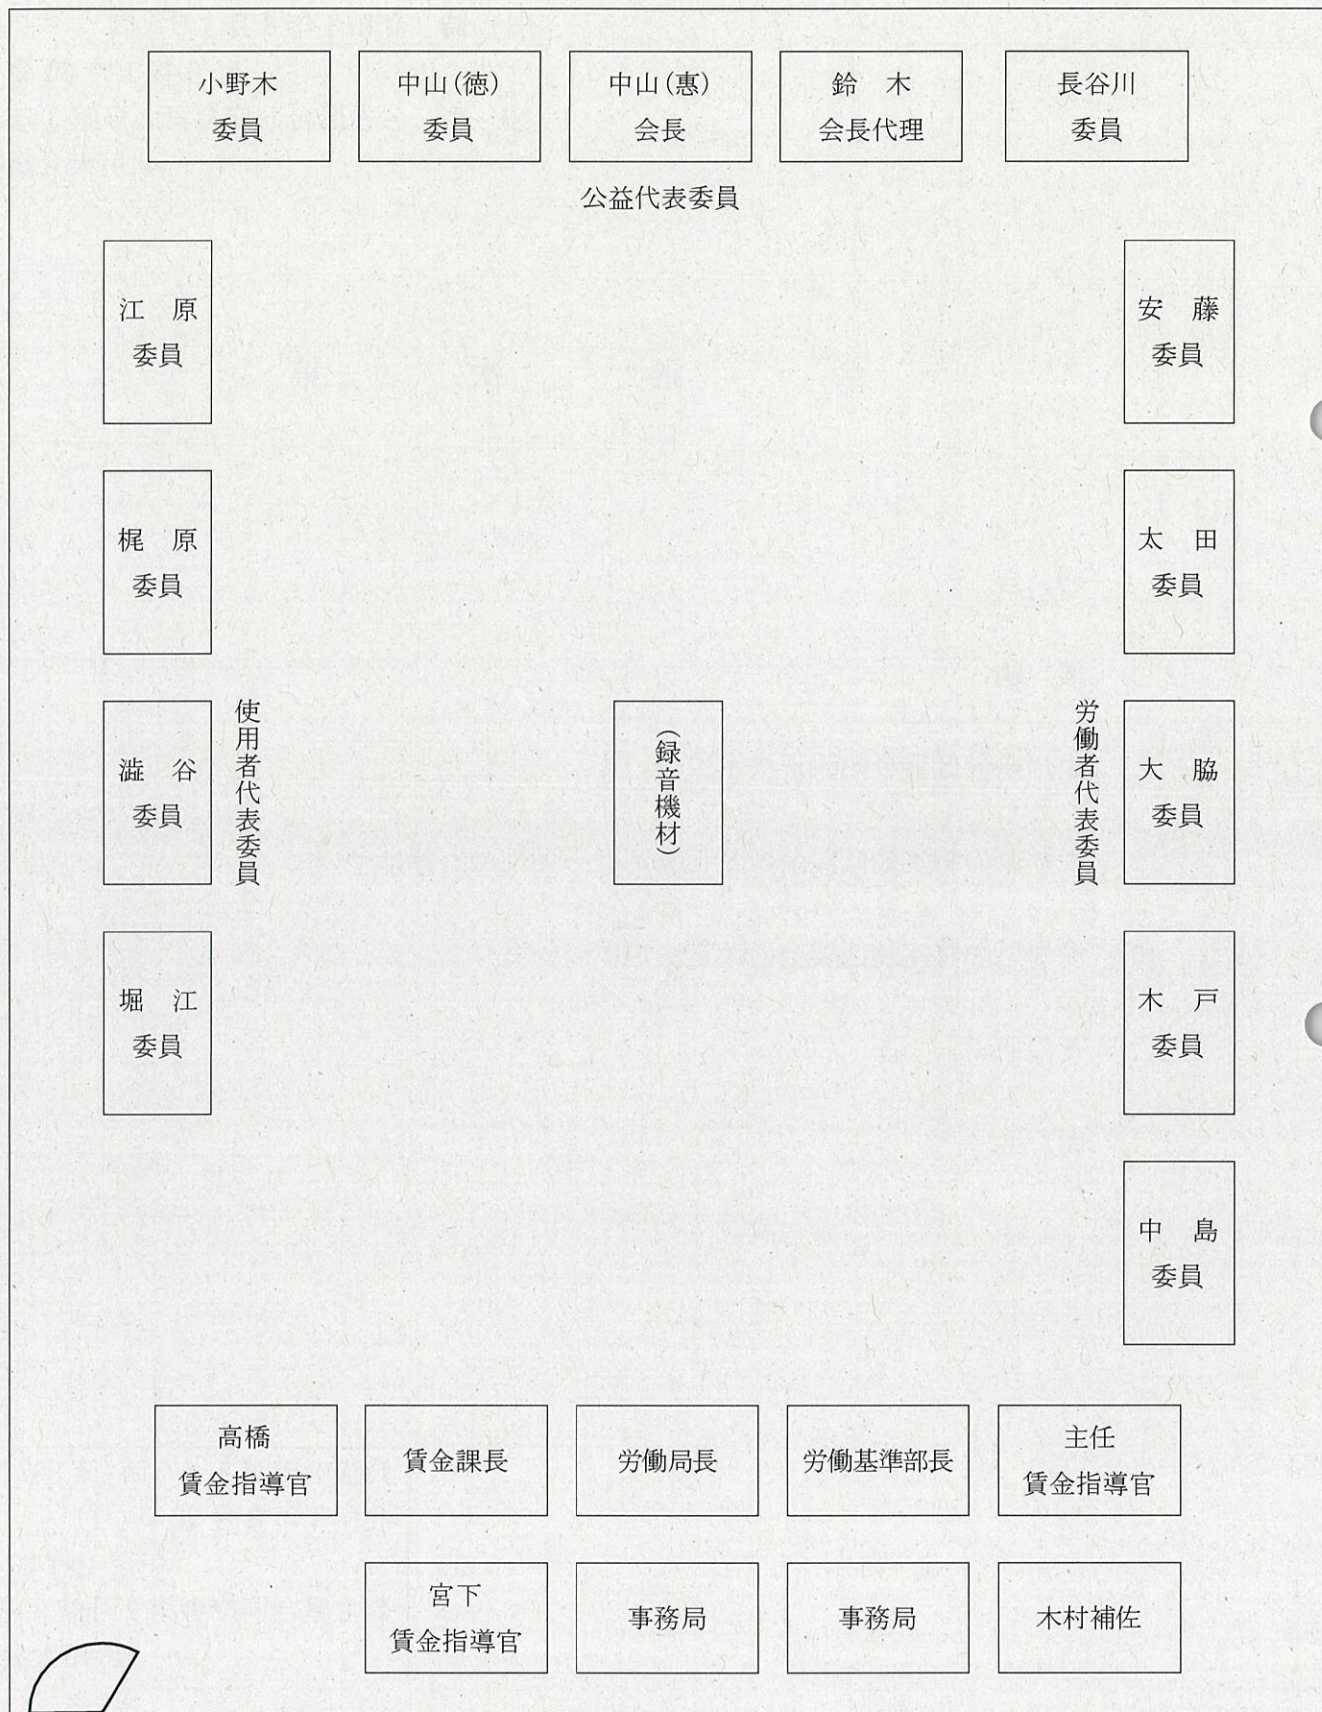 小野木
委員
中山(徳)
委員
中山(惠)
会長
鈴　木
会長代理
長谷川
委員
公益代表委員
江　原
委員
梶　原
委員
澁　谷
委員
堀　江
委員
使用者代表委員
(録音機材)
労働者代表委員
安　藤
委員
太　田
委員
大　脇
委員
木　戸
委員
中　島
委員
高橋
賃金指導官
賃金課長
労働局長
労働基準部長
主任
賃金指導官
宮下
賃金指導官
事務局
事務局
木村補佐